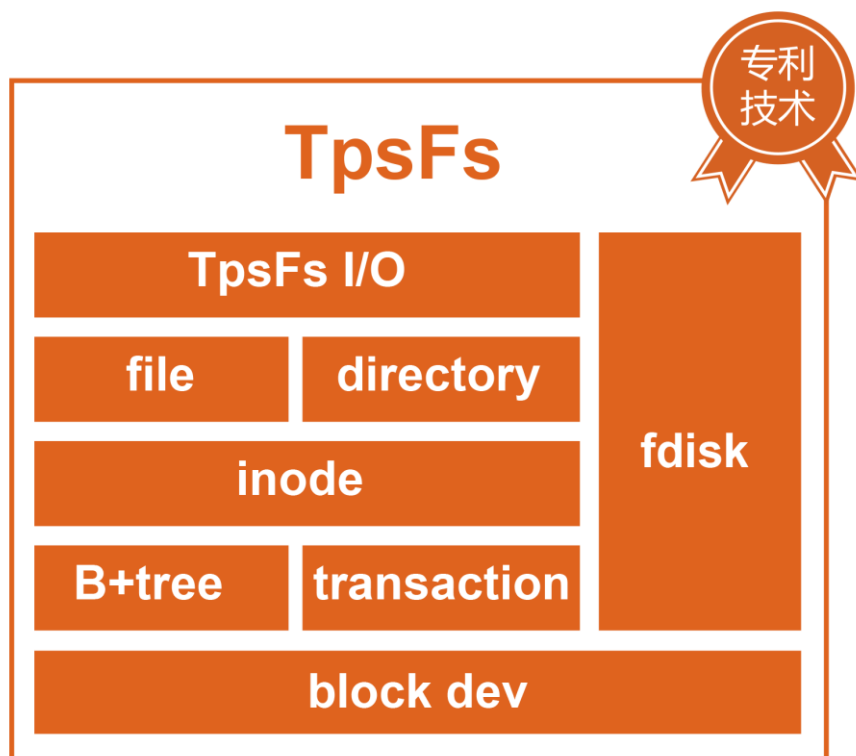 专利
技术
TpsFs
TpsFs I/O
file
directory
fdisk
inode
B+tree
transaction
block dev